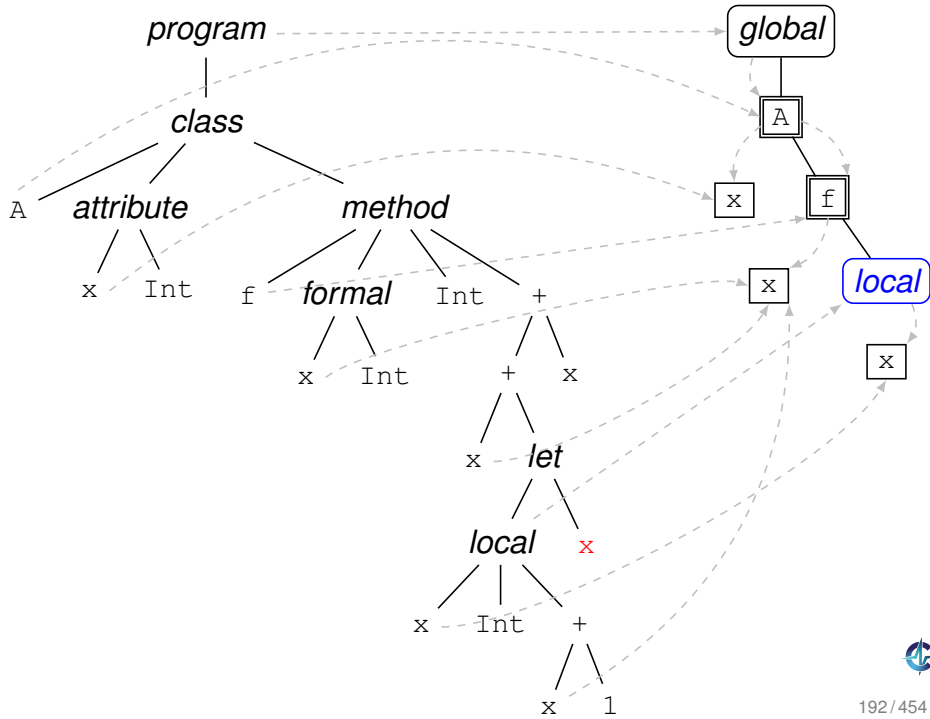 program
global
class
A
A
attribute
method
x
f
x
Int
f
formal
Int
+
x
local
x
Int
+
x
x
x
let
local
x
x
Int
+
x
1
192 / 454